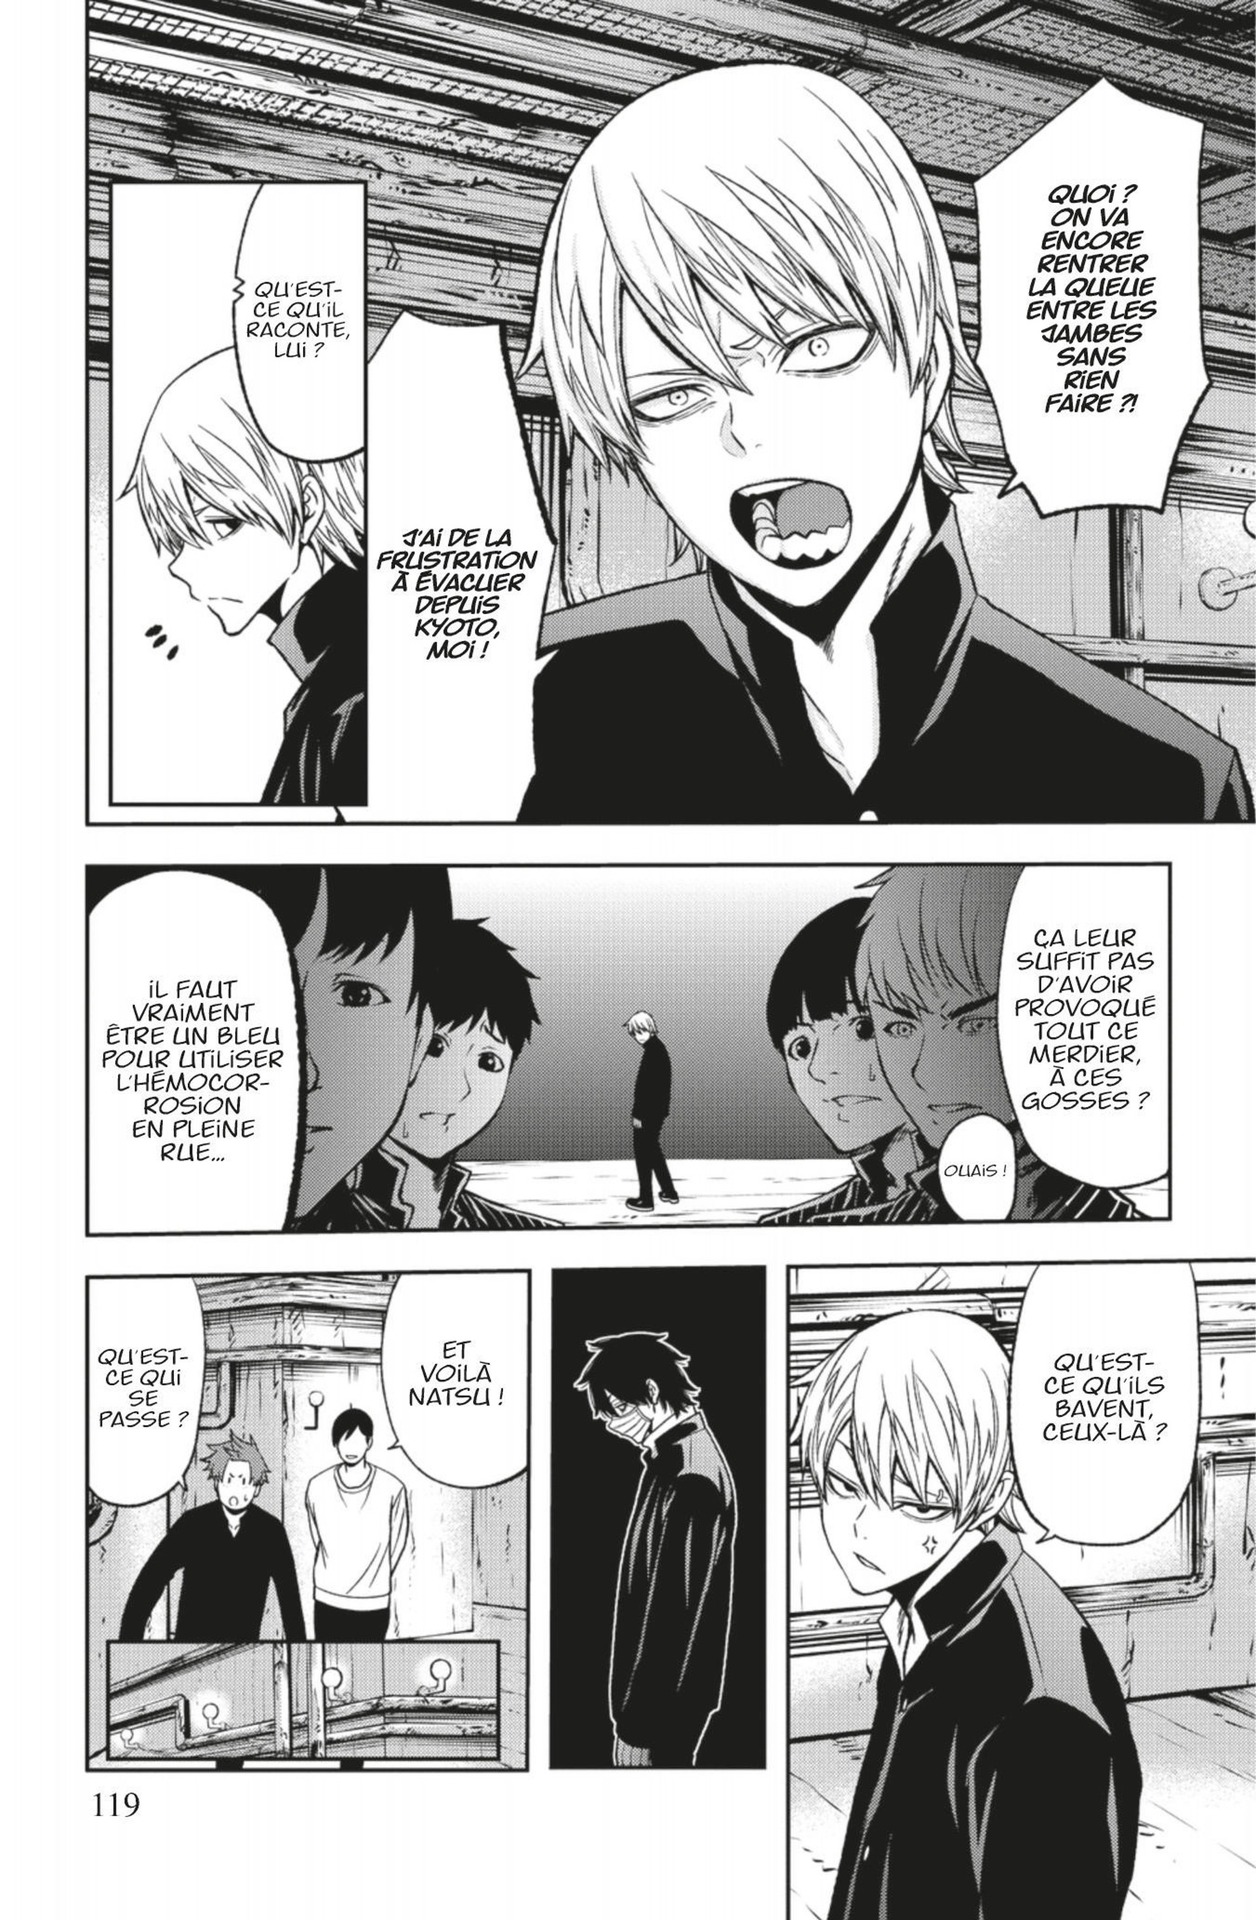 QUOI ?
ON VA
ENCORE
RENTRER
LA QUEUE
ENTRE LES
JAMBES
SANS
RIEN
FAIRE ?!
J'AI DE LA
FRUSTRATION
À ÉVACUER
DEPUIS
KYOTO,
MOI !
QU'EST-
CE QU'IL
RACONTE,
LUI ?
ÇA LEUR
SUFFIT PAS
D'AVOIR
PROVOQUÉ
TOUT CE
MERDIER,
À CES
GOSSES ?
OUAIS !
IL FAUT
VRAIMENT
ÊTRE UN BLEU
POUR UTILISER
L'HÉMOCOR-
ROSION
EN PLEINE
RUE...
QU'EST-
CE QU'ILS
BAVENT,
CEUX-LÀ ?
ET
VOILÀ
NATSU !
QU'EST-
CE QUI
SE
PASSE ?
119